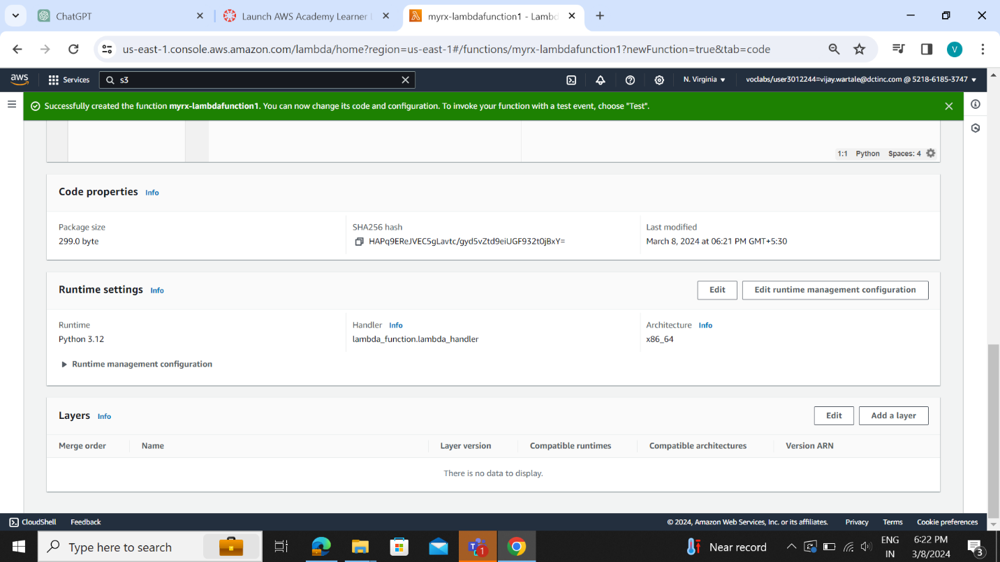 ChatGPT
Launch AWS Academy Learner
myrx-lambdafunction1 - Lambd
us-east-1.console.aws.amazon.com/lambda/home?region=us-east-1#/functions/myrx-lambdafunction1?newFunction=true&tab=code
V
aws
Services
s3
N. Virginia
voclabs/user3012244=vijay.wartale@dctinc.com @ 5218-6185-3747
Successfully created the function myrx-lambdafunction1. You can now change its code and configuration. To invoke your function with a test event, choose "Test".
1:1 Python Spaces: 4
Code properties Info
Package size
299.0 byte
SHA256 hash
HAPq9EReJVEC5gLavtc/gyd5vZtd9eiUGF932t0jBxY=
Last modified
March 8, 2024 at 06:21 PM GMT+5:30
Runtime settings Info
Edit
Edit runtime management configuration
Runtime
Python 3.12
Handler Info
lambda_function.lambda_handler
Architecture Info
x86_64
Runtime management configuration
Layers Info
Edit
Add a layer
Merge order Name Layer version Compatible runtimes Compatible architectures Version ARN
There is no data to display.
CloudShell Feedback
© 2024, Amazon Web Services, Inc. or its affiliates. Privacy Terms Cookie preferences
Type here to search
1
Near record
ENG
IN
6:22 PM
3/8/2024
3